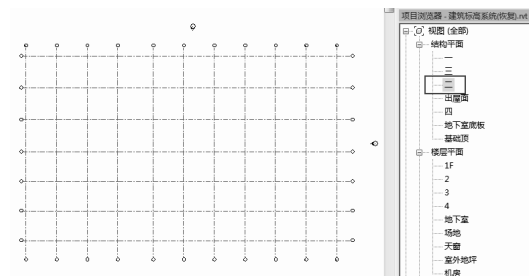 项目浏览器 - 建筑标高系统(恢复).rvt
视图 (全部)
结构平面
一
三
二
出屋面
四
地下室底板
基础顶
楼层平面
1F
2
3
4
地下室
场地
天窗
室外地坪
机房